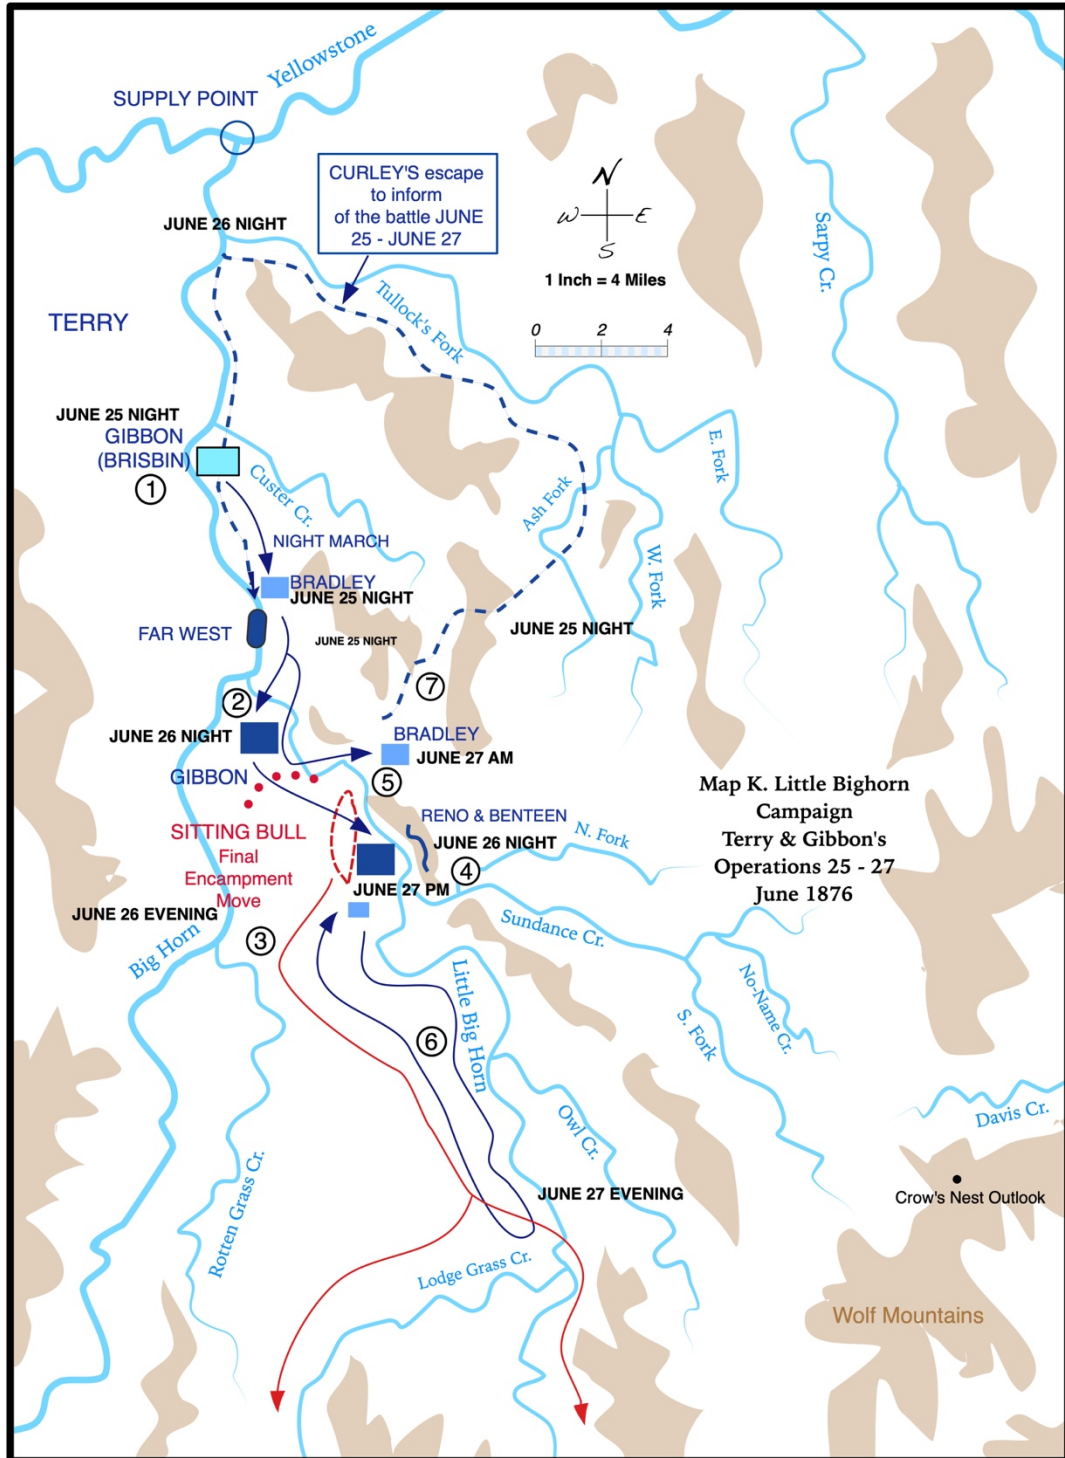 Yellowstone
SUPPLY POINT
CURLEY'S escape
to inform
of the battle JUNE
25 - JUNE 27
N
W E
S
1 Inch = 4 Miles
0 2 4
JUNE 26 NIGHT
Tullock's Fork
Sarpy Cr.
TERRY
JUNE 25 NIGHT
GIBBON
(BRISBIN)
1
Custer Cr.
E. Fork
Ash Fork
W. Fork
NIGHT MARCH
BRADLEY
JUNE 25 NIGHT
FAR WEST
JUNE 25 NIGHT
JUNE 25 NIGHT
7
2
JUNE 26 NIGHT
BRADLEY
JUNE 27 AM
GIBBON
5
Map K. Little Bighorn
Campaign
Terry & Gibbon's
Operations 25 - 27
June 1876
RENO & BENTEEN
JUNE 26 NIGHT
4
N. Fork
SITTING BULL
Final
Encampment
Move
JUNE 26 EVENING
JUNE 27 PM
Big Horn
3
Sundance Cr.
Little Big Horn
No-Name Cr.
S. Fork
6
Owl Cr.
Davis Cr.
Rotten Grass Cr.
JUNE 27 EVENING
Crow's Nest Outlook
Lodge Grass Cr.
Wolf Mountains